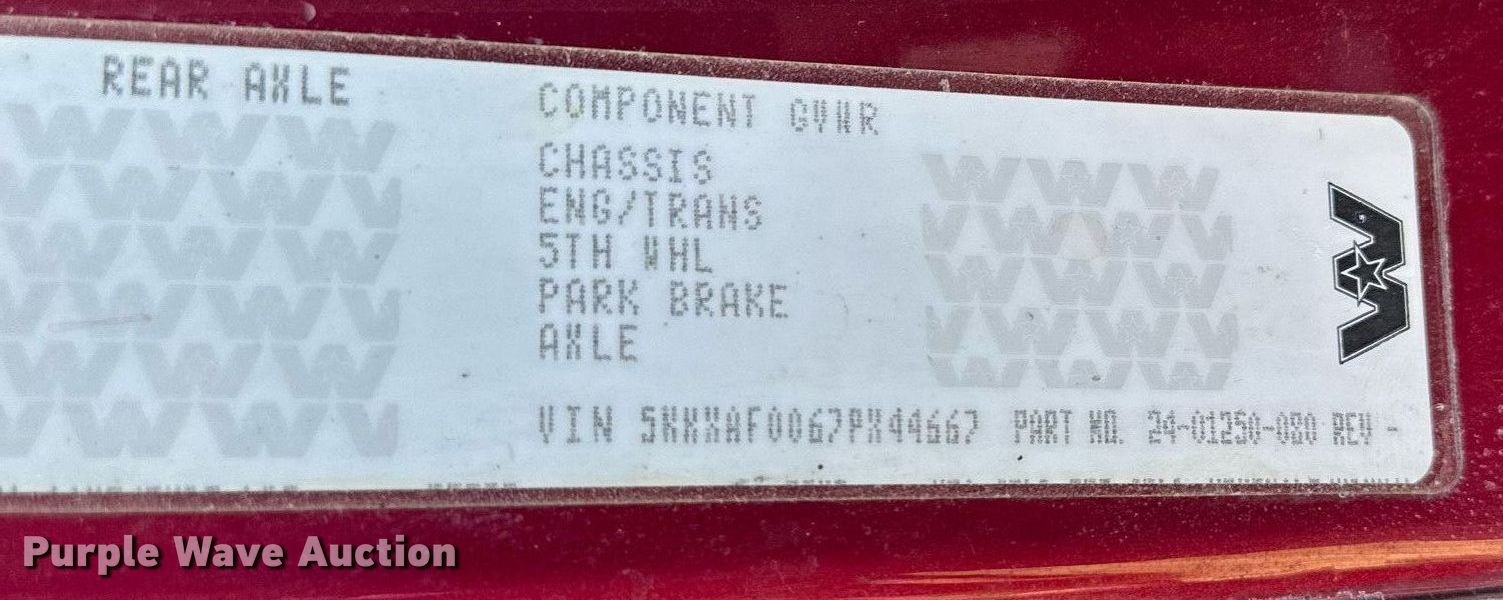 REAR AXLE
COMPONENT GVWR
CHASSIS
ENG/TRANS
5TH WHL
PARK BRAKE
AXLE
VIN 5KKXAF0067PX44667 PART NO. 24-01250-080 REV -
Purple Wave Auction